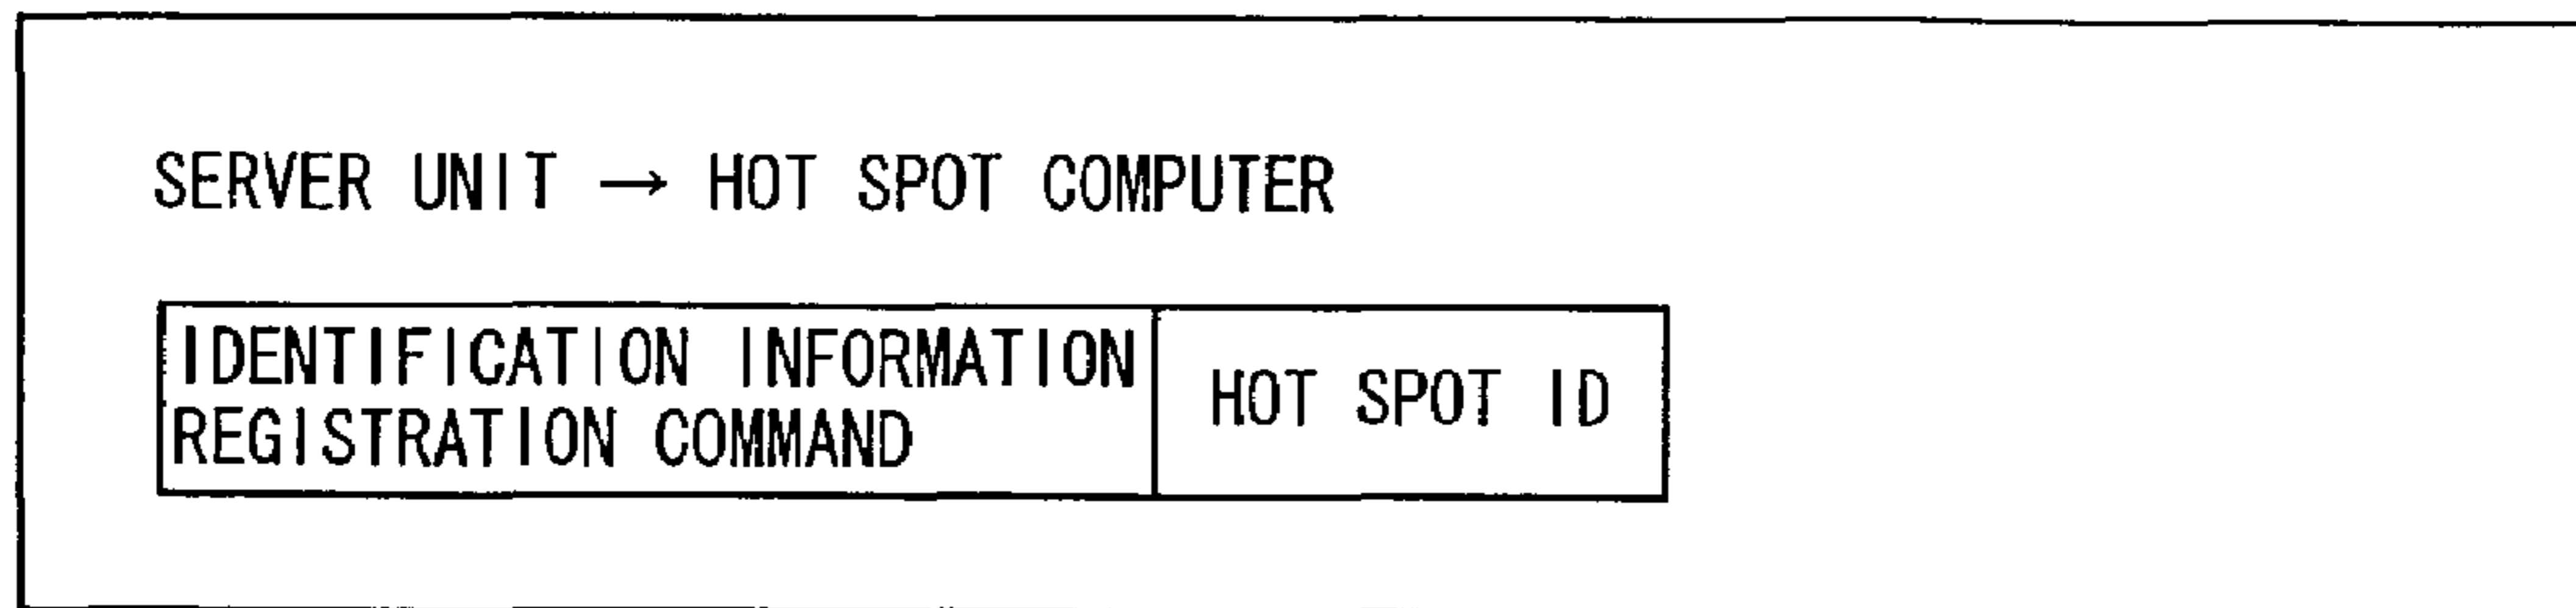 SERVER UNIT → HOT SPOT COMPUTER
IDENTIFICATION INFORMATION
REGISTRATION COMMAND
HOT SPOT ID